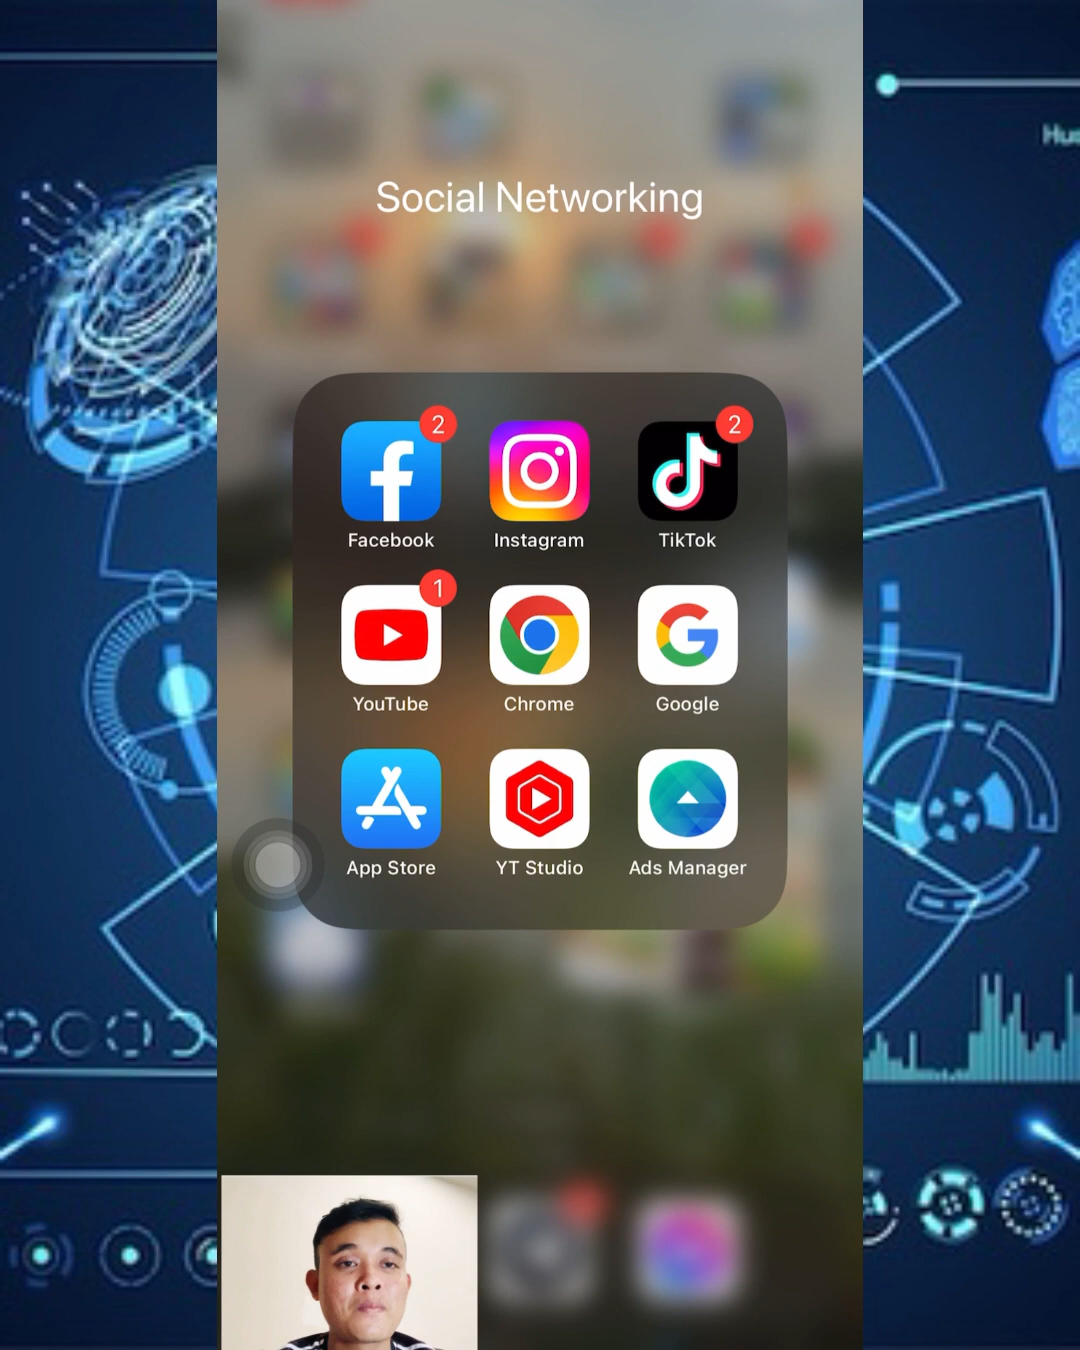 Social Networking
2
2
Facebook Instagram TikTok
1
YouTube Chrome Google
App Store YT Studio Ads Manager